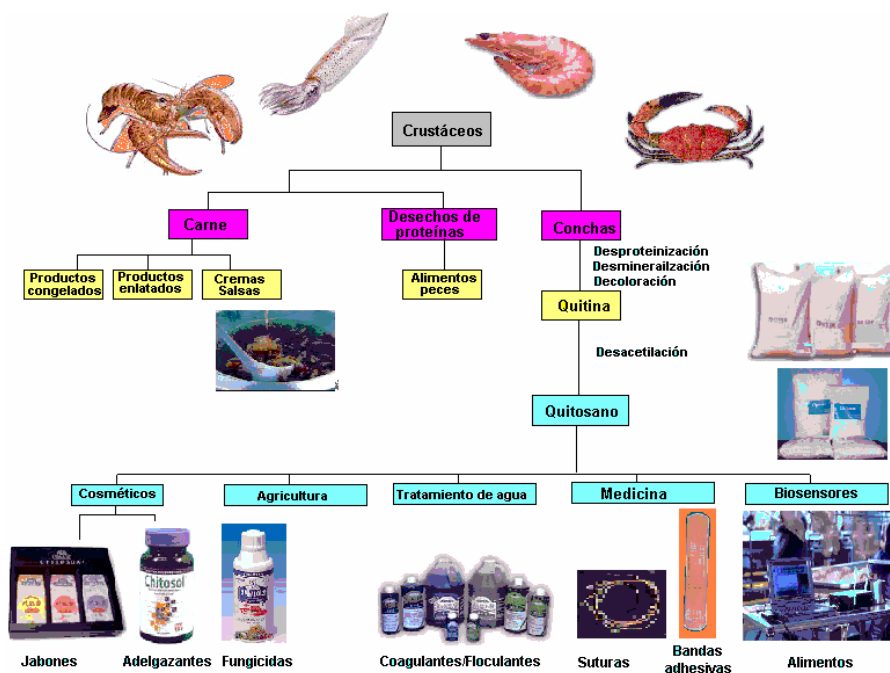 Crustáceos
Carne
Desechos de
proteínas
Conchas
Desproteinización
Desminerailzación
Decoloración
Productos
congelados
Productos
enlatados
Cremas
Salsas
Alimentos
peces
Quitina
Desacetilación
Quitosano
Cosméticos
Agricultura
Tratamiento de agua
Medicina
Biosensores
Chitosol
Jabones
Adelgazantes
Fungicidas
Coagulantes/Floculantes
Suturas
Bandas
adhesivas
Alimentos